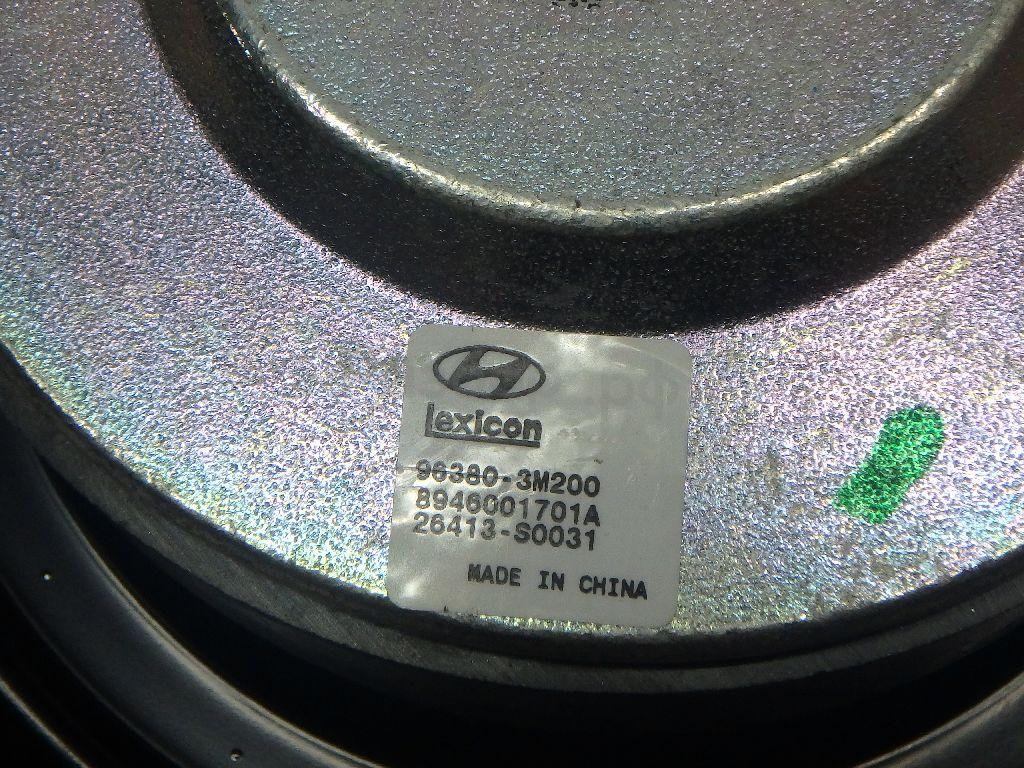 Lexicon
96380-3M200
8946001701A
26413-S0031
MADE IN CHINA